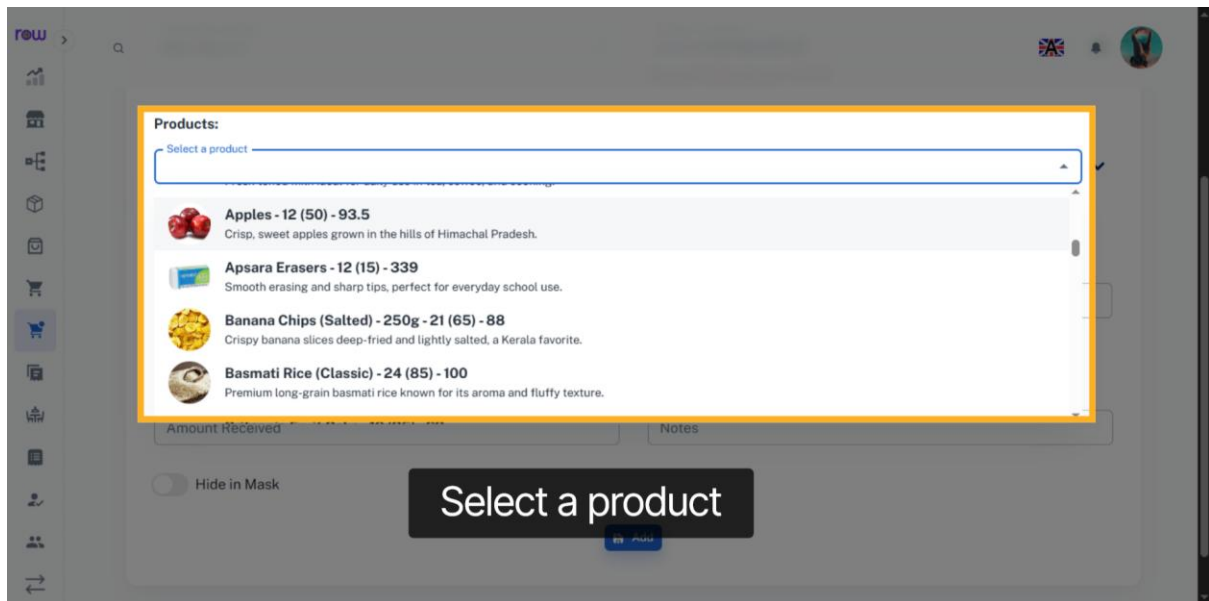 row
Products:
Select a product
Apples - 12 (50) - 93.5
Crisp, sweet apples grown in the hills of Himachal Pradesh.
Apsara Erasers - 12 (15) - 339
Smooth erasing and sharp tips, perfect for everyday school use.
Banana Chips (Salted) - 250g - 21 (65) - 88
Crispy banana slices deep-fried and lightly salted, a Kerala favorite.
Basmati Rice (Classic) - 24 (85) - 100
Premium long-grain basmati rice known for its aroma and fluffy texture.
Amount Received
Notes
Hide in Mask
Select a product
Add